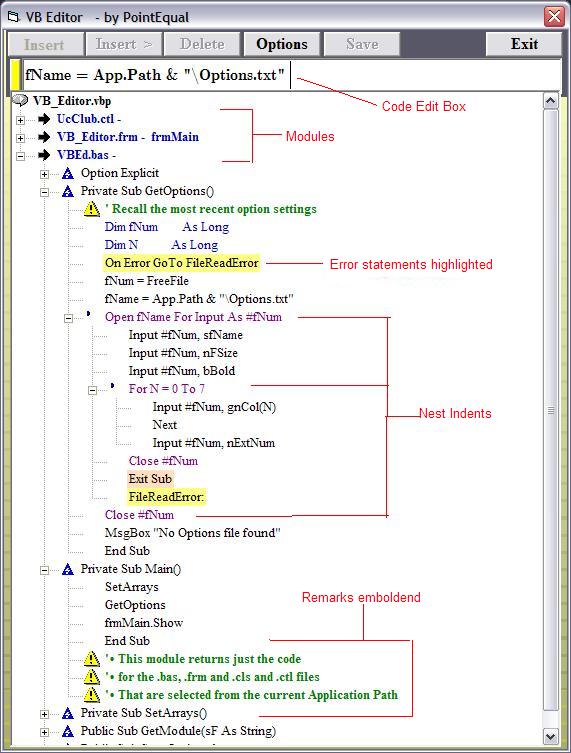 VB Editor - by PointEqual
Insert Insert > Delete Options Save Exit
fName = App.Path & "\Options.txt"
Code Edit Box
VB_Editor.vbp
UcClub.ctl -
Modules
VB_Editor.frm - frmMain
VBEd.bas -
Option Explicit
Private Sub GetOptions()
' Recall the most recent option settings
Dim fNum As Long
Dim N As Long
On Error GoTo FileReadError
Error statements highlighted
fNum = FreeFile
fName = App.Path & "\Options.txt"
Open fName For Input As #fNum
Input #fNum, sfName
Input #fNum, nFSize
Input #fNum, bBold
For N = 0 To 7
Input #fNum, gnCol(N)
Nest Indents
Next
Input #fNum, nExtNum
Close #fNum
Exit Sub
FileReadError:
Close #fNum
MsgBox "No Options file found"
End Sub
Private Sub Main()
SetArrays
Remarks emboldend
GetOptions
frmMain.Show
End Sub
'• This module returns just the code
'• for the .bas, .frm and .cls and .ctl files
'• That are selected from the current Application Path
Private Sub SetArrays()
Public Sub GetModule(sF As String)